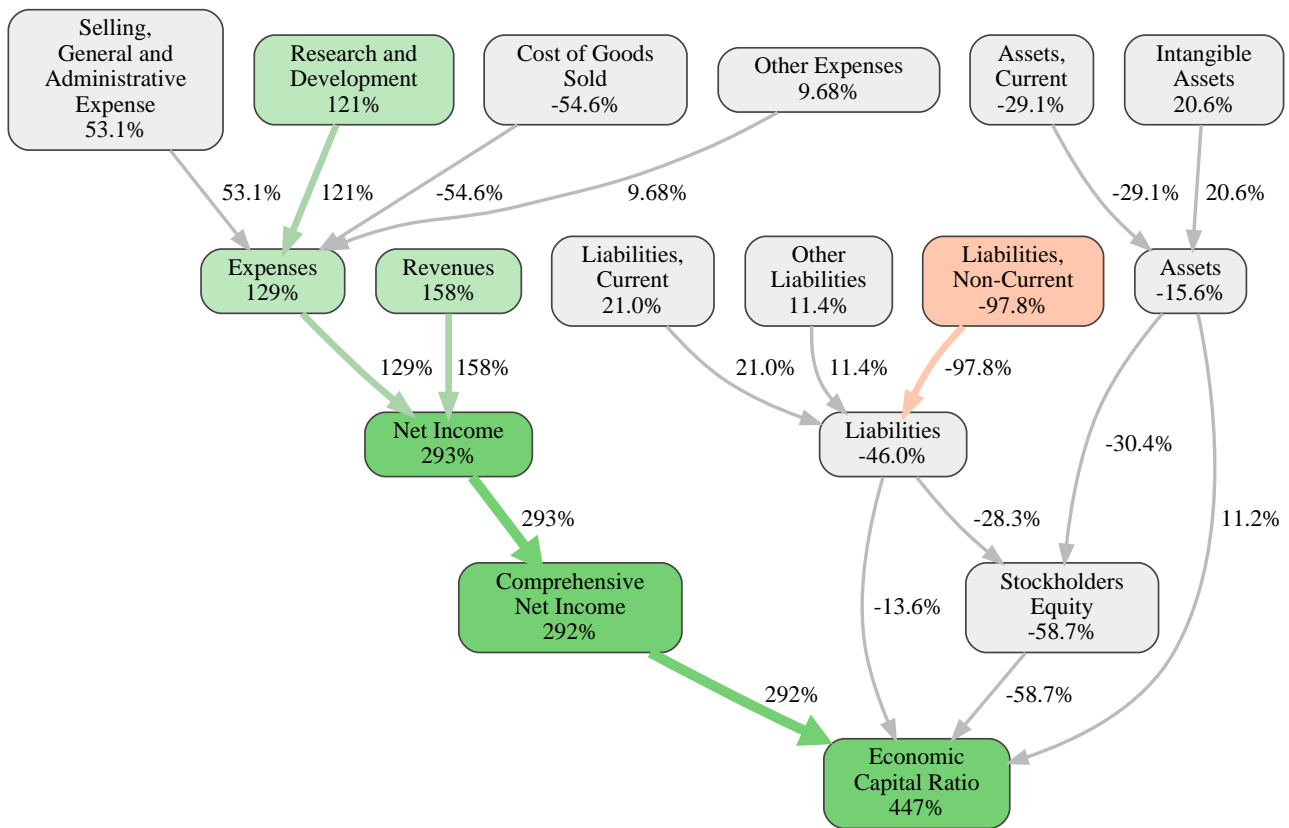 Selling,
General and
Administrative
Expense
53.1%
Research and
Development
121%
Cost of Goods
Sold
-54.6%
Other Expenses
9.68%
Assets,
Current
-29.1%
Intangible
Assets
20.6%
53.1%
121%
-54.6%
9.68%
-29.1%
20.6%
Expenses
129%
Revenues
158%
Liabilities,
Current
21.0%
Other
Liabilities
11.4%
Liabilities,
Non-Current
-97.8%
Assets
-15.6%
129%
158%
21.0%
11.4%
-97.8%
Net Income
293%
Liabilities
-46.0%
-30.4%
293%
-28.3%
11.2%
Comprehensive
Net Income
292%
-13.6%
Stockholders
Equity
-58.7%
292%
-58.7%
Economic
Capital Ratio
447%